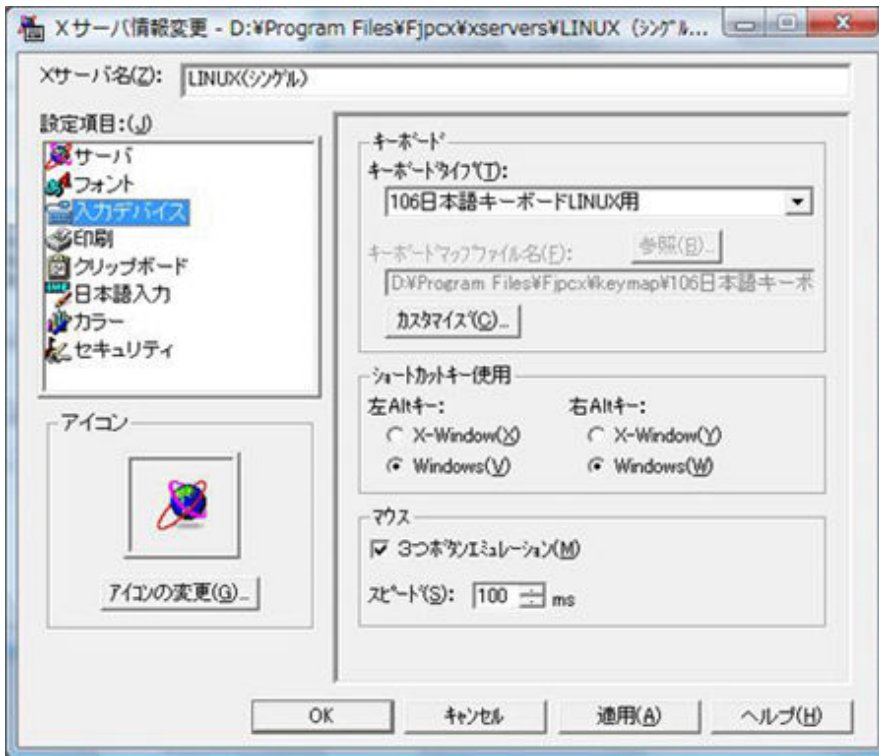 Xサーバ情報変更 - D:¥Program Files¥Fjpcx¥xservers¥LINUX (ｼﾝｸﾞﾙ...
Xサーバ名(Z): LINUX(ｼﾝｸﾞﾙ)
設定項目:(J)
サーバ
フォント
入力デバイス
印刷
クリップボード
日本語入力
カラー
セキュリティ
アイコン
ｱｲｺﾝの変更(G)...
ｷｰﾎﾞｰﾄﾞ
ｷｰﾎﾞｰﾄﾞﾀｲﾌﾟ(T):
106日本語キーボードLINUX用
ｷｰﾎﾞｰﾄﾞﾏｯﾌﾟﾌｧｲﾙ名(F): 参照(B)...
D:¥Program Files¥Fjpcx¥keymap¥106日本語キーボ
ｶｽﾀﾏｲｽﾞ(C)...
ｼｮｰﾄｶｯﾄｷｰ使用
左Altｷｰ: 右Altｷｰ:
X-Window(X) X-Window(Y)
Windows(V) Windows(W)
ﾏｳｽ
3つﾎﾞﾀﾝｴﾐｭﾚｰｼｮﾝ(M)
ｽﾋﾟｰﾄﾞ(S): 100 ms
OK ｷｬﾝｾﾙ 適用(A) ヘルプ(H)